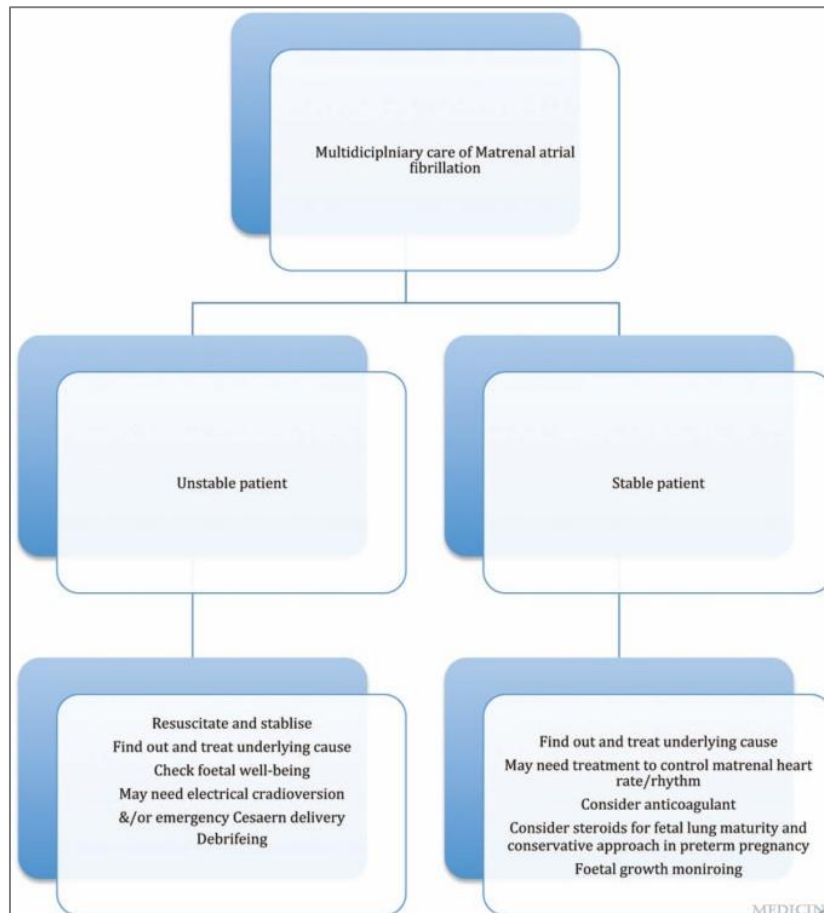 Multidiciplniary care of Matrenal atrial
fibrillation
Unstable patient
Stable patient
Resuscitate and stablise
Find out and treat underlying cause
Check foetal well-being
May need electrical cradioversion
&/or emergency Cesaern delivery
Debrifeing
Find out and treat underlying cause
May need treatment to control matrenal heart
rate/rhythm
Consider anticoagulant
Consider steroids for fetal lung maturity and
conservative approach in preterm pregnancy
Foetal growth moniroing
MEDICIN